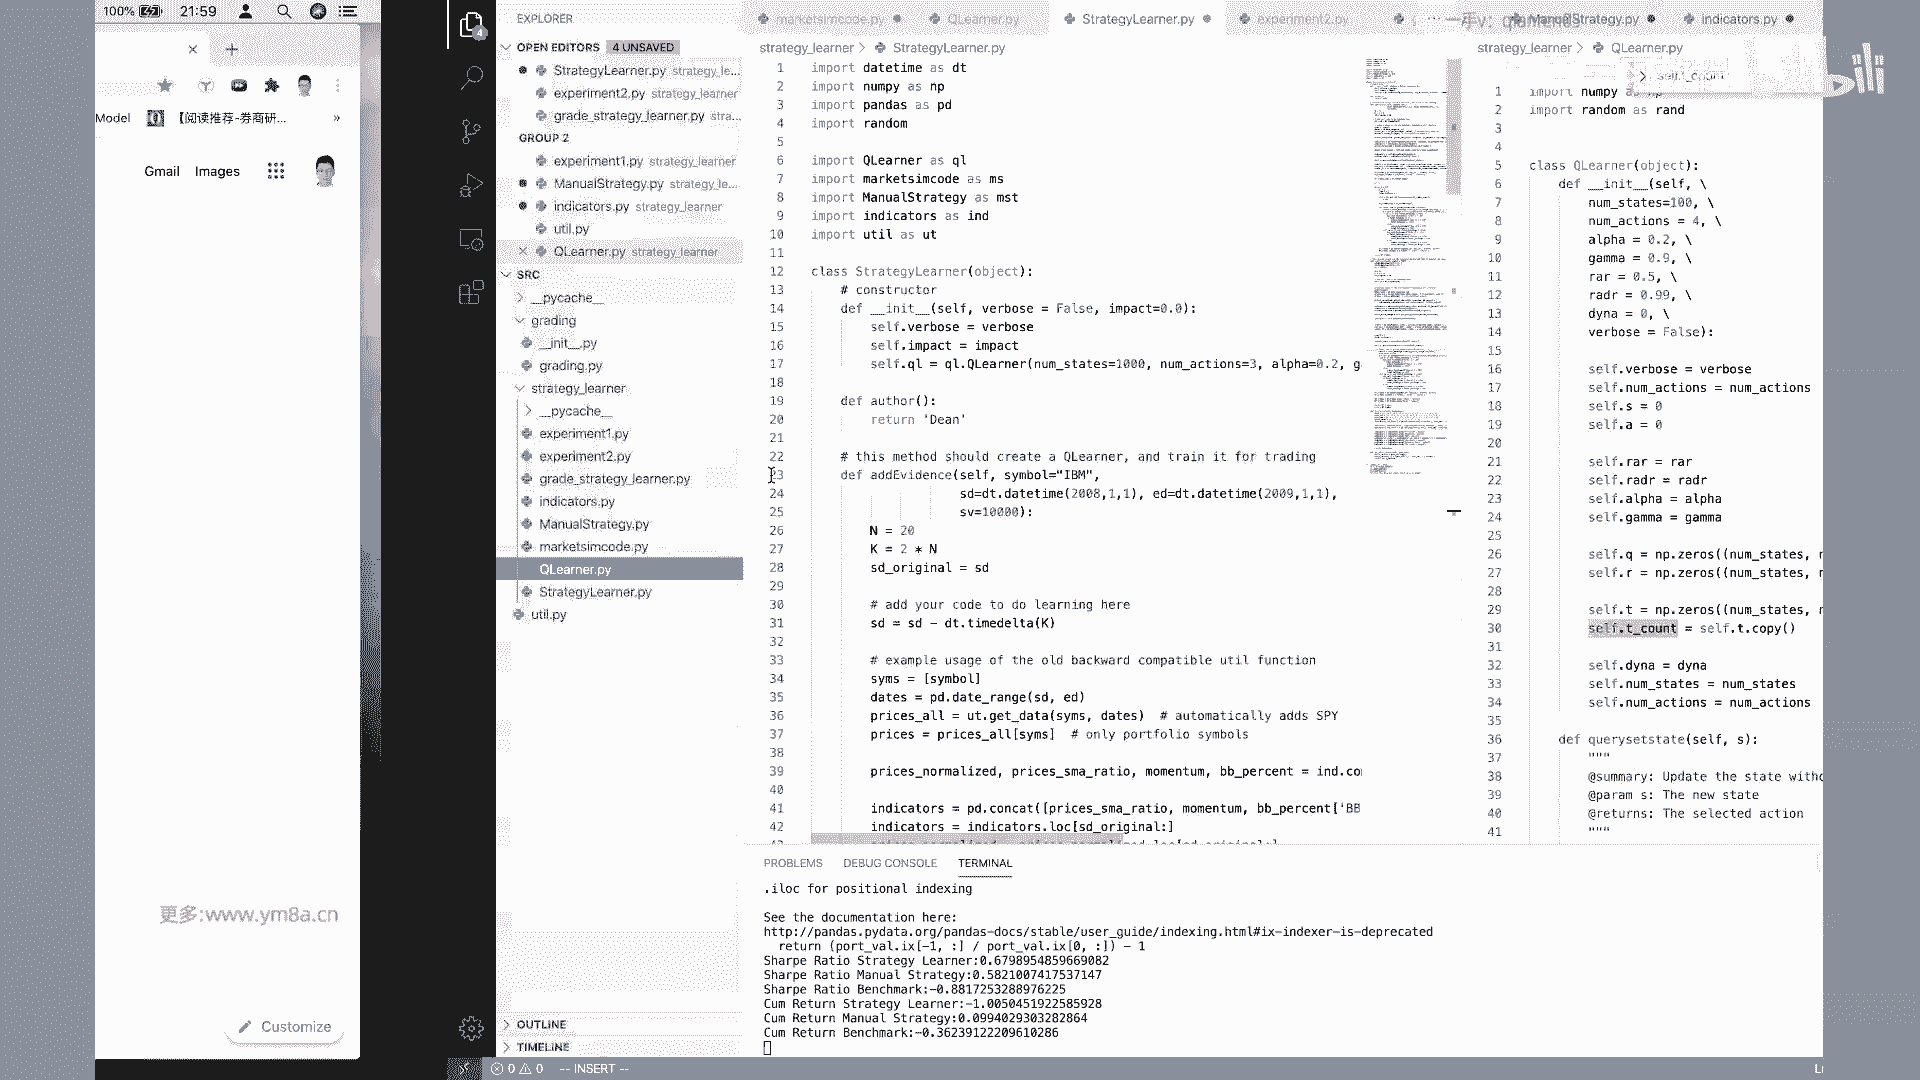 100%
21:59
Model
【阅读推荐-券商研...
»
Gmail
Images
更多:www.ym8a.cn
Customize
4
EXPLORER
OPEN EDITORS
4 UNSAVED
StrategyLearner.py strategy_le...
experiment2.py strategy_learner
grade_strategy_learner.py stra...
GROUP 2
experiment1.py strategy_learner
ManualStrategy.py strategy_le...
indicators.py strategy_learner
util.py
QLearner.py strategy_learner
SRC
__pycache__
grading
__init__.py
grading.py
strategy_learner
__pycache__
experiment1.py
experiment2.py
grade_strategy_learner.py
indicators.py
ManualStrategy.py
marketsimcode.py
QLearner.py
StrategyLearner.py
util.py
OUTLINE
TIMELINE
marketsimcode.py
QLearner.py
StrategyLearner.py
experiment2.py
strategy_learner > StrategyLearner.py
1 import datetime as dt
2 import numpy as np
3 import pandas as pd
4 import random
5
6 import QLearner as ql
7 import marketsimcode as ms
8 import ManualStrategy as mst
9 import indicators as ind
10 import util as ut
11
12 class StrategyLearner(object):
13 # constructor
14 def __init__(self, verbose = False, impact=0.0):
15 self.verbose = verbose
16 self.impact = impact
17 self.ql = ql.QLearner(num_states=1000, num_actions=3, alpha=0.2, g
18
19 def author():
20 return 'Dean'
21
22 # this method should create a QLearner, and train it for trading
23 def addEvidence(self, symbol="IBM",
24 sd=dt.datetime(2008,1,1), ed=dt.datetime(2009,1,1),
25 sv=10000):
26 N = 20
27 K = 2 * N
28 sd_original = sd
29
30 # add your code to do learning here
31 sd = sd - dt.timedelta(K)
32
33 # example usage of the old backward compatible util function
34 syms = [symbol]
35 dates = pd.date_range(sd, ed)
36 prices_all = ut.get_data(syms, dates)  # automatically adds SPY
37 prices = prices_all[syms]  # only portfolio symbols
38
39 prices_normalized, prices_sma_ratio, momentum, bb_percent = ind.co
40
41 indicators = pd.concat([prices_sma_ratio, momentum, bb_percent['BB
42 indicators = indicators.loc[sd_original:]
PROBLEMS
DEBUG CONSOLE
TERMINAL
.iloc for positional indexing
See the documentation here:
http://pandas.pydata.org/pandas-docs/stable/user_guide/indexing.html#ix-indexer-is-deprecated
return (port_val.ix[-1, :] / port_val.ix[0, :]) - 1
Sharpe Ratio Strategy Learner:0.6798954859669082
Sharpe Ratio Manual Strategy:0.5821007417537147
Sharpe Ratio Benchmark:-0.8817253288976225
Cum Return Strategy Learner:-1.0050451922585928
Cum Return Manual Strategy:0.0994029303282864
Cum Return Benchmark:-0.36239122209610286
ManualStrategy.py
indicators.py
strategy_learner > QLearner.py
self.t_count
1 import numpy as np
2 import random as rand
3
4
5 class QLearner(object):
6 def __init__(self, \
7 num_states=100, \
8 num_actions = 4, \
9 alpha = 0.2, \
10 gamma = 0.9, \
11 rar = 0.5, \
12 radr = 0.99, \
13 dyna = 0, \
14 verbose = False):
15
16 self.verbose = verbose
17 self.num_actions = num_actions
18 self.s = 0
19 self.a = 0
20
21 self.rar = rar
22 self.radr = radr
23 self.alpha = alpha
24 self.gamma = gamma
25
26 self.q = np.zeros((num_states, n
27 self.r = np.zeros((num_states, n
28
29 self.t = np.zeros((num_states, n
30 self.t_count = self.t.copy()
31
32 self.dyna = dyna
33 self.num_states = num_states
34 self.num_actions = num_actions
35
36 def querysetstate(self, s):
37 """
38 @summary: Update the state witho
39 @param s: The new state
40 @returns: The selected action
41 """
0 0 -- INSERT --